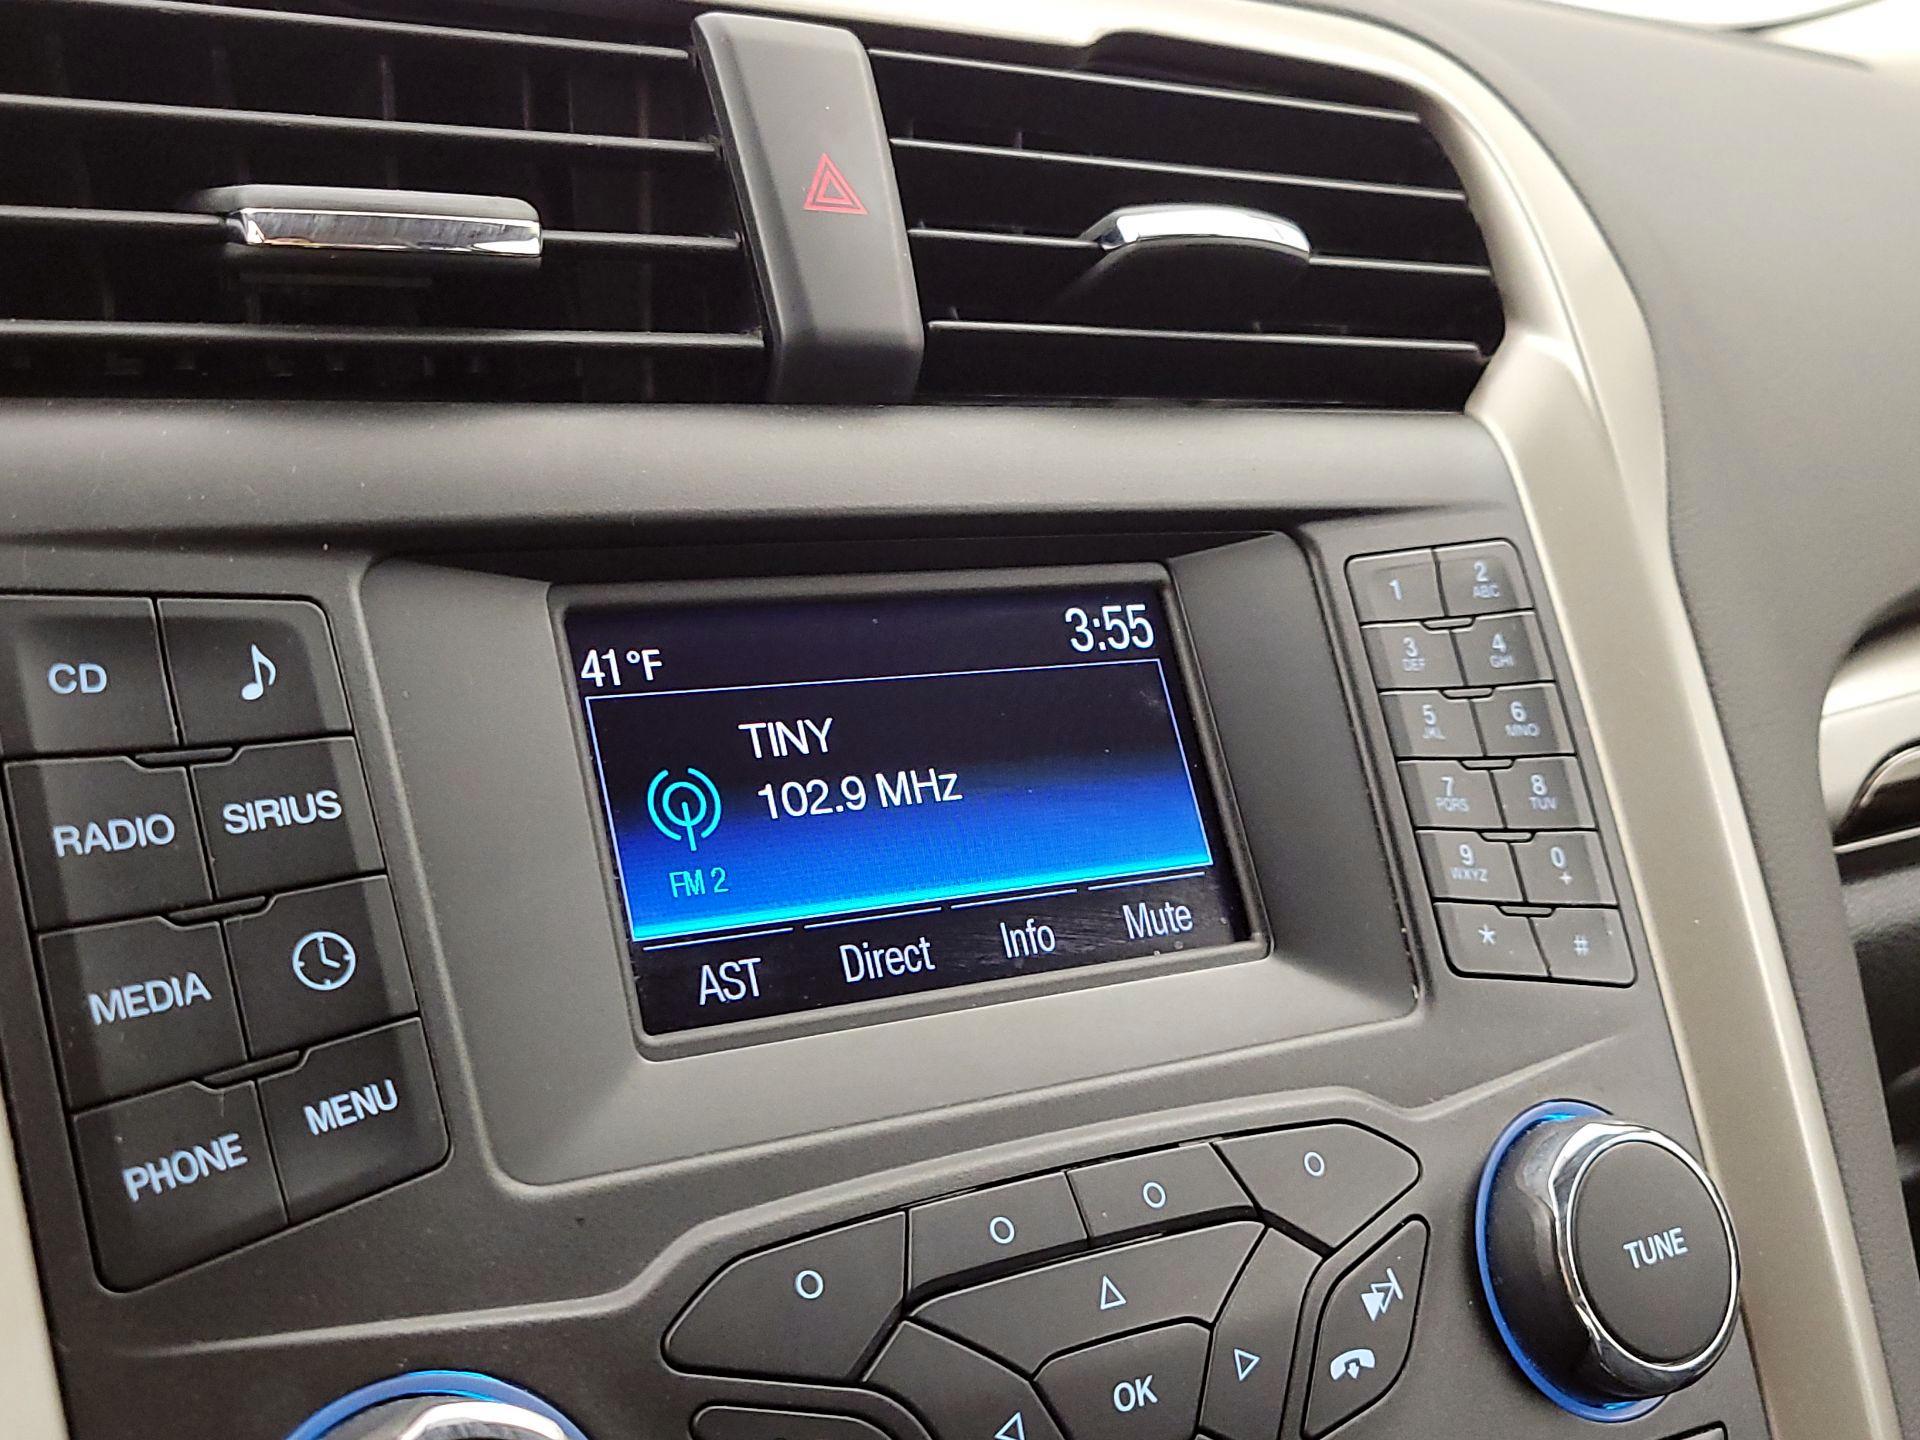 41°F
3:55
TINY
102.9 MHz
FM 2
AST Direct Info Mute
CD
RADIO SIRIUS
MEDIA
PHONE MENU
1 2 ABC
3 DEF 4 GHI
5 JKL 6 MNO
7 PQRS 8 TUV
9 WXYZ 0 +
* #
OK
TUNE